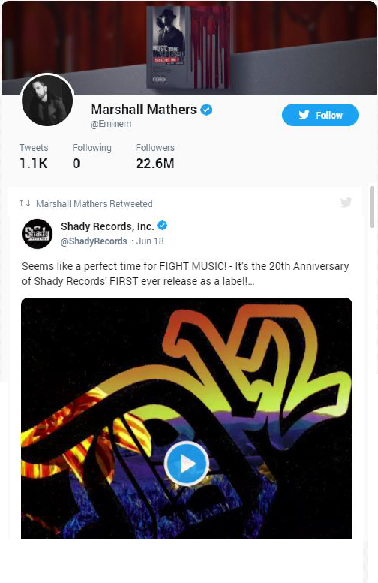 Marshall Mathers
@Eminem
Follow
Tweets Following Followers
1.1K 0 22.6M
Marshall Mathers Retweeted
Shady Records, Inc.
@ShadyRecords · Jun 18
Seems like a perfect time for FIGHT MUSIC! - It's the 20th Anniversary
of Shady Records' FIRST ever release as a label!...
D12